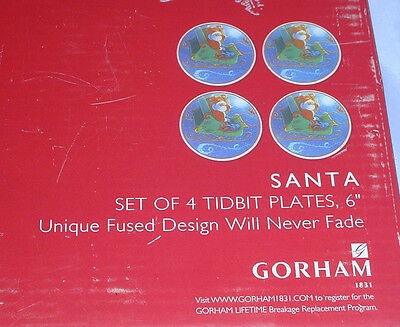 SANTA
SET OF 4 TIDBIT PLATES, 6"
Unique Fused Design Will Never Fade
GORHAM
1831
Visit WWW.GORHAM1831.COM to register for the
GORHAM LIFETIME Breakage Replacement Program.